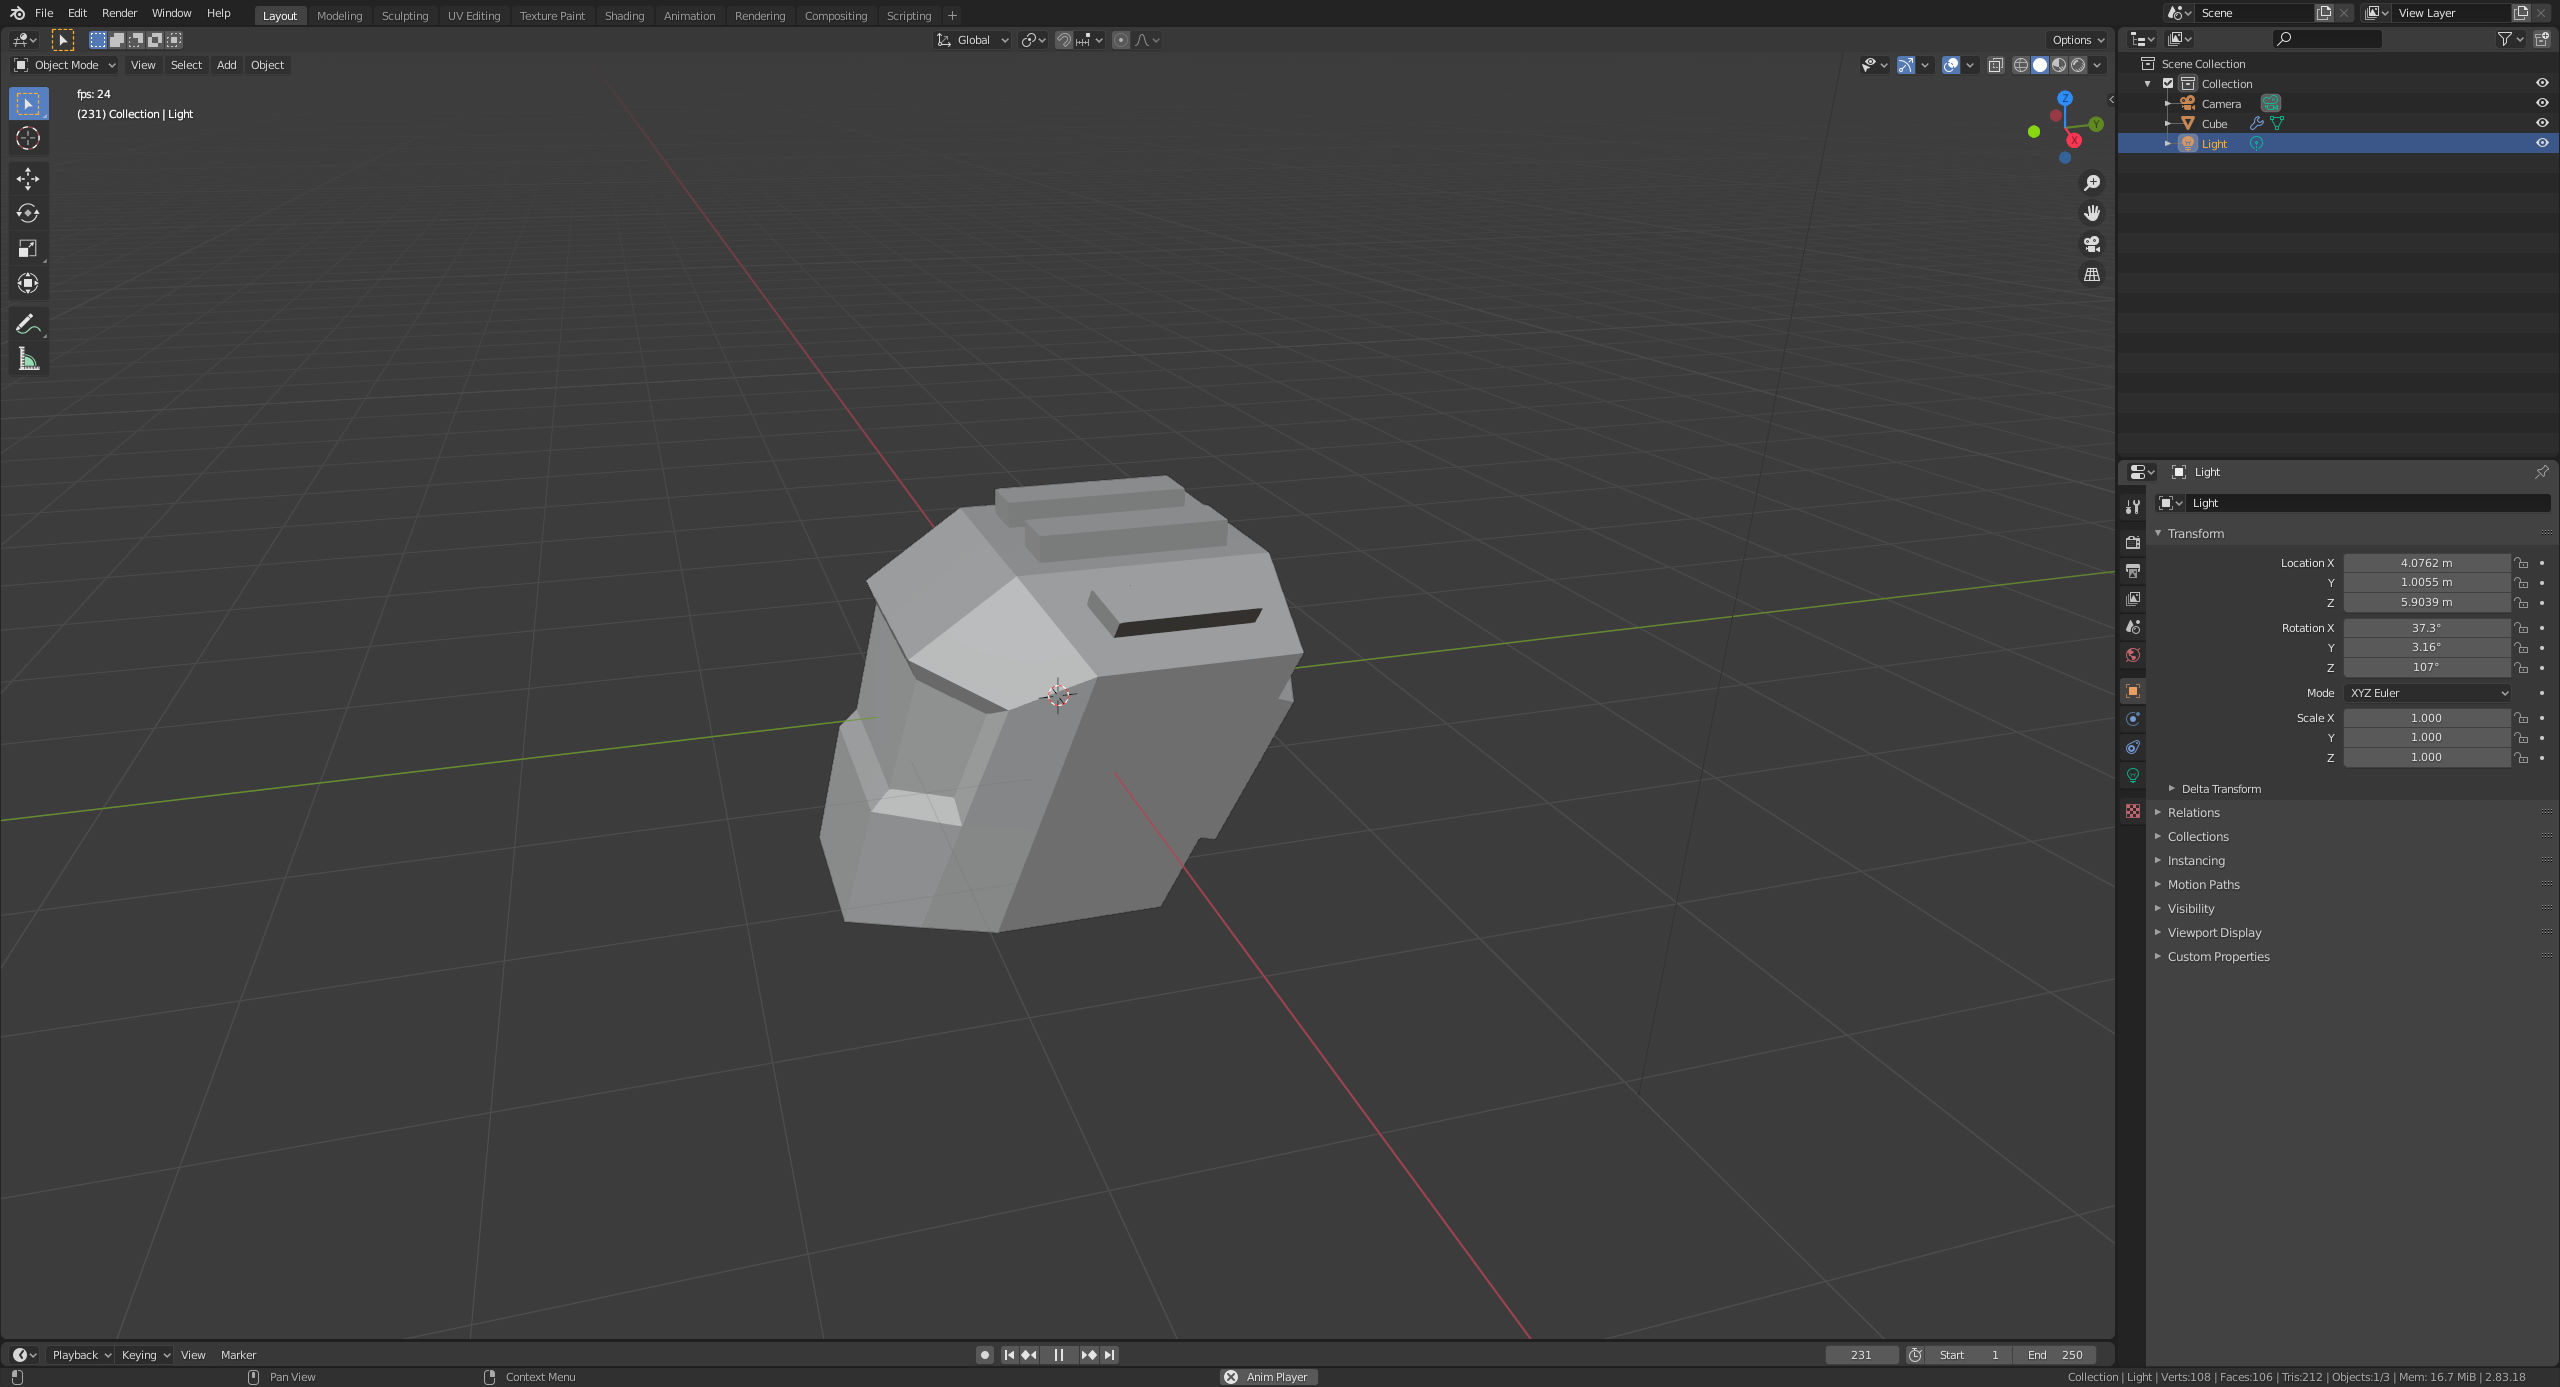 File Edit Render Window Help Layout Modeling Sculpting UV Editing Texture Paint Shading Animation Rendering Compositing Scripting + Scene View Layer
Global Options
Object Mode View Select Add Object
fps: 24
(231) Collection | Light
Z
Y
X
Scene Collection
Collection
Camera
Cube
Light
Light
Light
Transform
Location X 4.0762 m
Y 1.0055 m
Z 5.9039 m
Rotation X 37.3°
Y 3.16°
Z 107°
Mode XYZ Euler
Scale X 1.000
Y 1.000
Z 1.000
Delta Transform
Relations
Collections
Instancing
Motion Paths
Visibility
Viewport Display
Custom Properties
Playback Keying View Marker 231 Start 1 End 250
Pan View Context Menu Anim Player Collection | Light | Verts:108 | Faces:106 | Tris:212 | Objects:1/3 | Mem: 16.7 MiB | 2.83.18